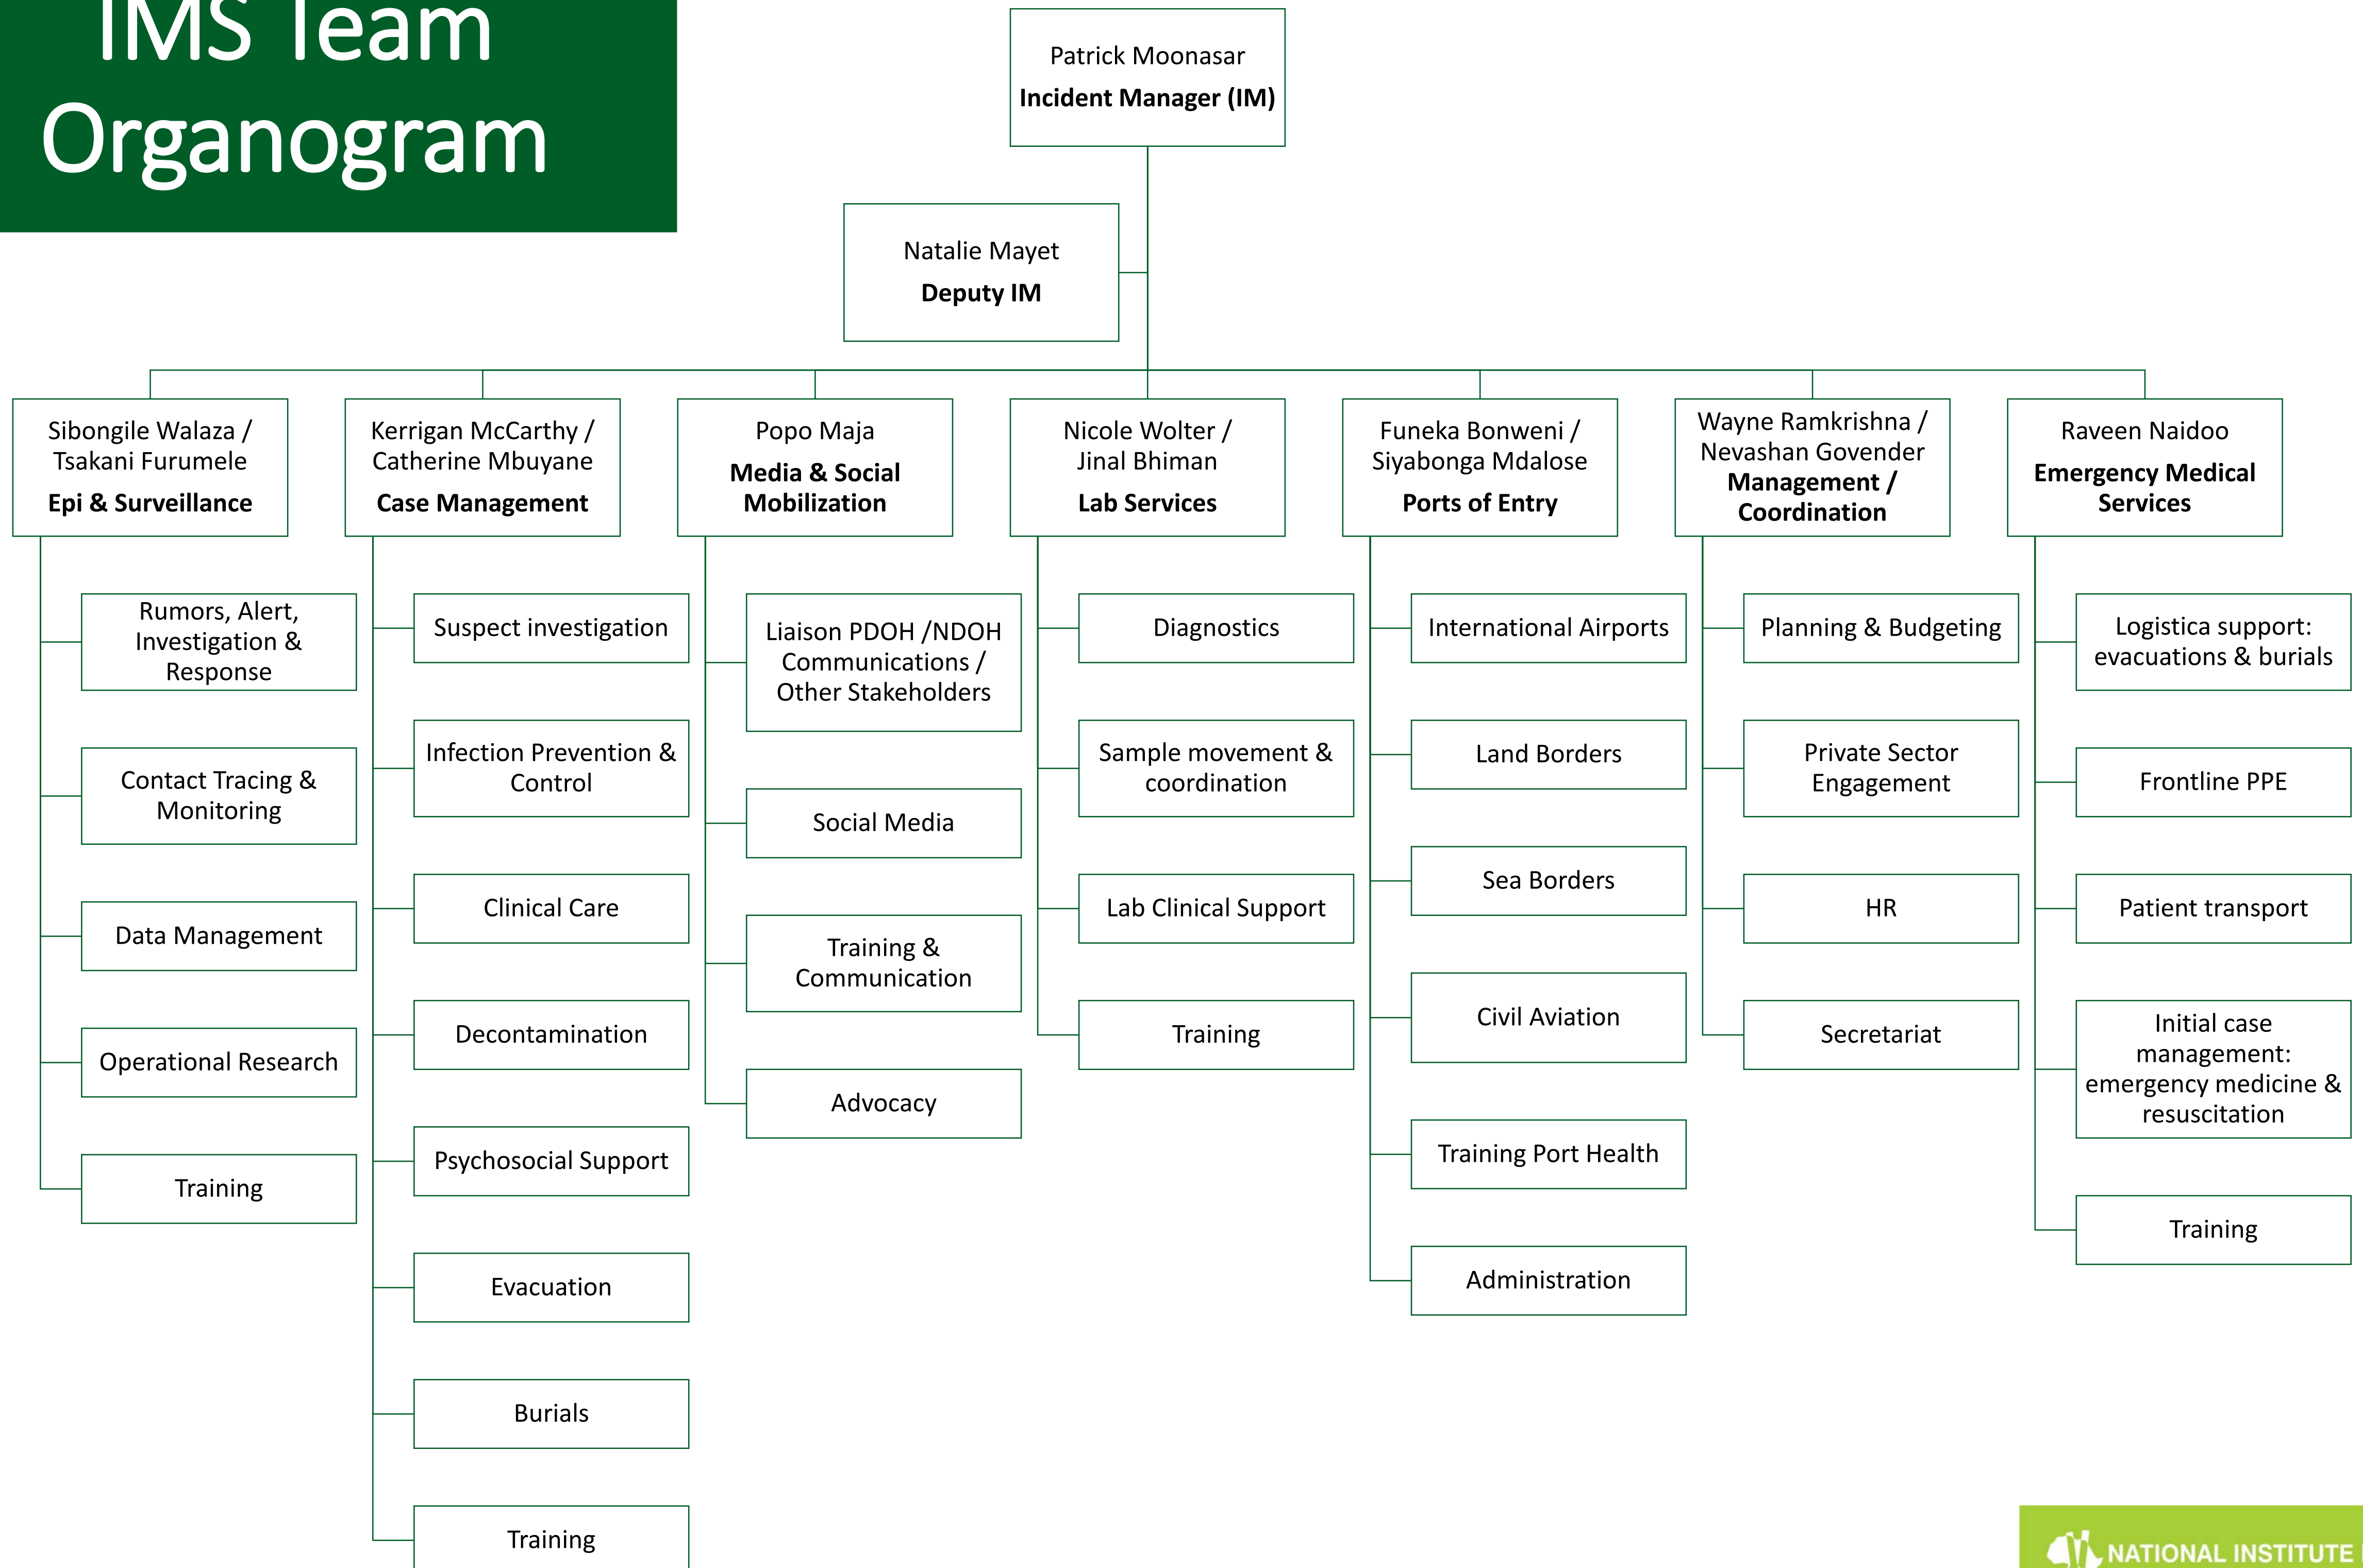 IMS Team
Organogram
Patrick Moonasar
Incident Manager (IM)
Natalie Mayet
Deputy IM
Sibongile Walaza /
Tsakani Furumele
Epi & Surveillance
Rumors, Alert,
Investigation &
Response
Contact Tracing &
Monitoring
Data Management
Operational Research
Training
Kerrigan McCarthy /
Catherine Mbuyane
Case Management
Suspect investigation
Infection Prevention &
Control
Clinical Care
Decontamination
Psychosocial Support
Evacuation
Burials
Training
Popo Maja
Media & Social
Mobilization
Liaison PDOH /NDOH
Communications /
Other Stakeholders
Social Media
Training &
Communication
Advocacy
Nicole Wolter /
Jinal Bhiman
Lab Services
Diagnostics
Sample movement &
coordination
Lab Clinical Support
Training
Funeka Bonweni /
Siyabonga Mdalose
Ports of Entry
International Airports
Land Borders
Sea Borders
Civil Aviation
Training Port Health
Administration
Wayne Ramkrishna /
Nevashan Govender
Management /
Coordination
Planning & Budgeting
Private Sector
Engagement
HR
Secretariat
Raveen Naidoo
Emergency Medical
Services
Logistica support:
evacuations & burials
Frontline PPE
Patient transport
Initial case
management:
emergency medicine &
resuscitation
Training
NATIONAL INSTITUTE